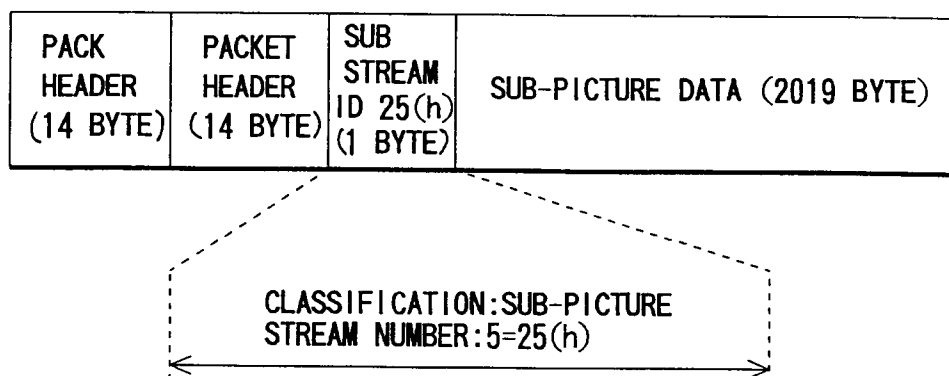 PACK
HEADER
(14 BYTE)
PACKET
HEADER
(14 BYTE)
SUB
STREAM
ID 25(h)
(1 BYTE)
SUB-PICTURE DATA (2019 BYTE)
CLASSIFICATION:SUB-PICTURE
STREAM NUMBER:5=25(h)